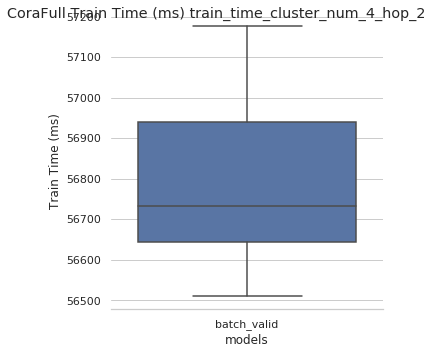 CoraFull Train Time (ms) train_time_cluster_num_4_hop_2
57200
57100
57000
56900
56800
56700
56600
56500
Train Time (ms)
batch_valid
models